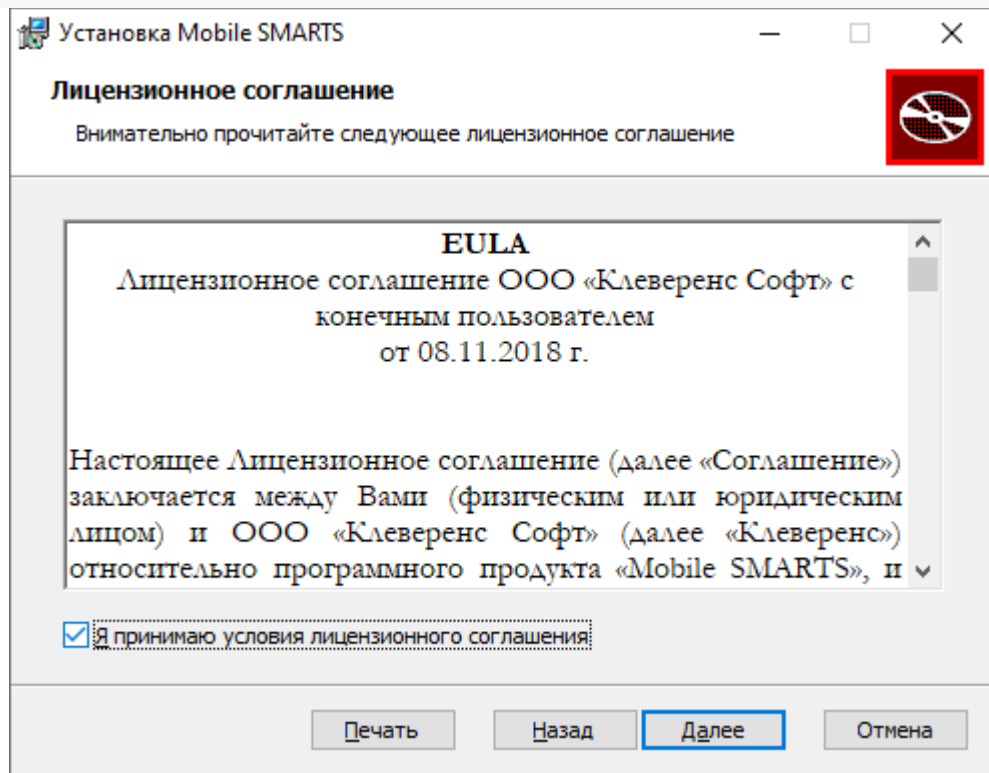 Установка Mobile SMARTS
Лицензионное соглашение
Внимательно прочитайте следующее лицензионное соглашение
EULA
Лицензионное соглашение ООО «Клеверенс Софт» с
конечным пользователем
от 08.11.2018 г.
Настоящее Лицензионное соглашение (далее «Соглашение»)
заключается между Вами (физическим или юридическим
лицом) и ООО «Клеверенс Софт» (далее «Клеверенс»)
относительно программного продукта «Mobile SMARTS», и
Я принимаю условия лицензионного соглашения
Печать
Назад
Далее
Отмена